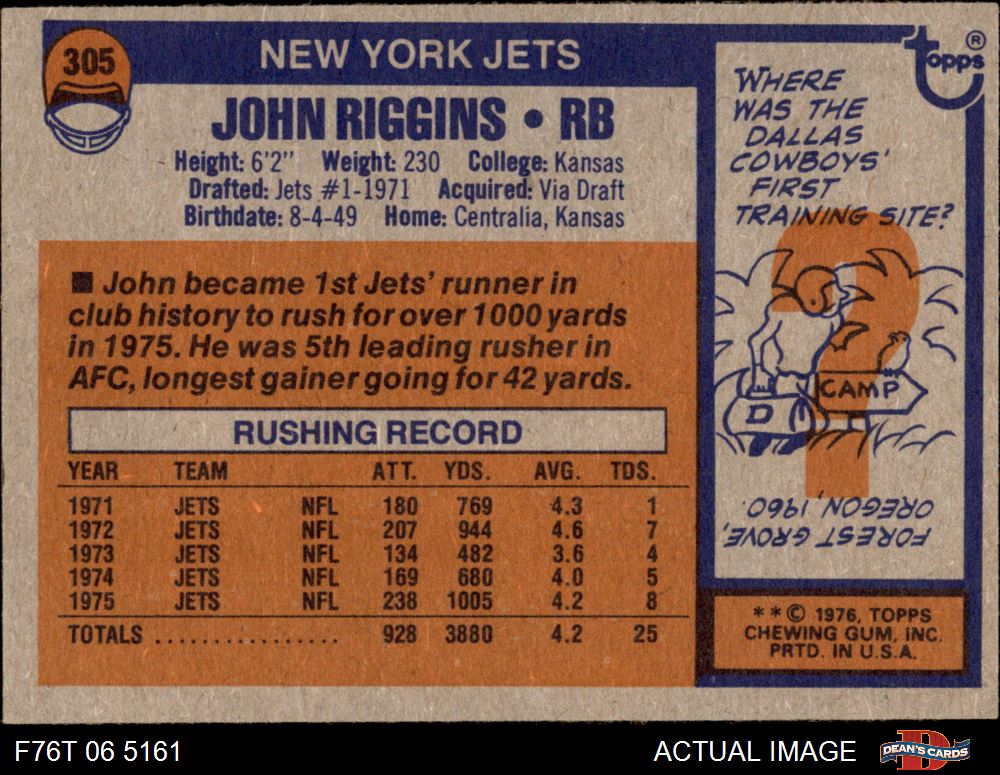 305
NEW YORK JETS
JOHN RIGGINS • RB
Height: 6'2" Weight: 230 College: Kansas
Drafted: Jets #1-1971 Acquired: Via Draft
Birthdate: 8-4-49 Home: Centralia, Kansas
■ John became 1st Jets' runner in
club history to rush for over 1000 yards
in 1975. He was 5th leading rusher in
AFC, longest gainer going for 42 yards.
RUSHING RECORD
YEAR TEAM ATT. YDS. AVG. TDS.
1971 JETS NFL 180 769 4.3 1
1972 JETS NFL 207 944 4.6 7
1973 JETS NFL 134 482 3.6 4
1974 JETS NFL 169 680 4.0 5
1975 JETS NFL 238 1005 4.2 8
TOTALS ................. 928 3880 4.2 25
topps ®
WHERE
WAS THE
DALLAS
COWBOYS'
FIRST
TRAINING SITE?
?
CAMP
D
FOREST GROVE,
OREGON, 1960.
**© 1976, TOPPS
CHEWING GUM, INC.
PRTD. IN U.S.A.
F76T 06 5161
ACTUAL IMAGE
DEAN'S CARDS